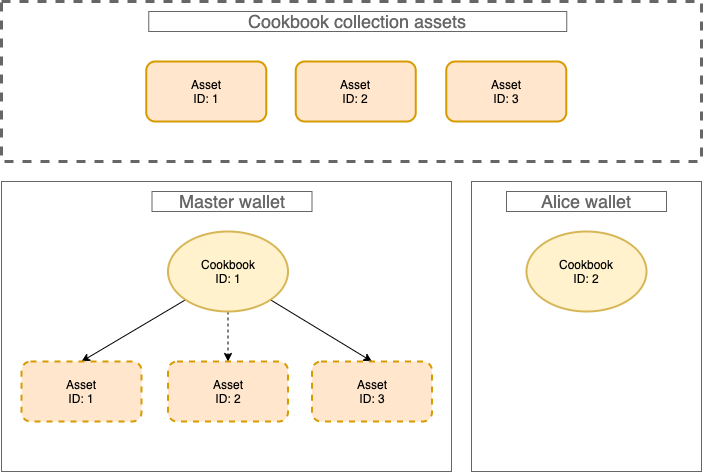 Cookbook collection assets
Asset
ID: 1
Asset
ID: 2
Asset
ID: 3
Master wallet
Cookbook
ID: 1
Asset
ID: 1
Asset
ID: 2
Asset
ID: 3
Alice wallet
Cookbook
ID: 2